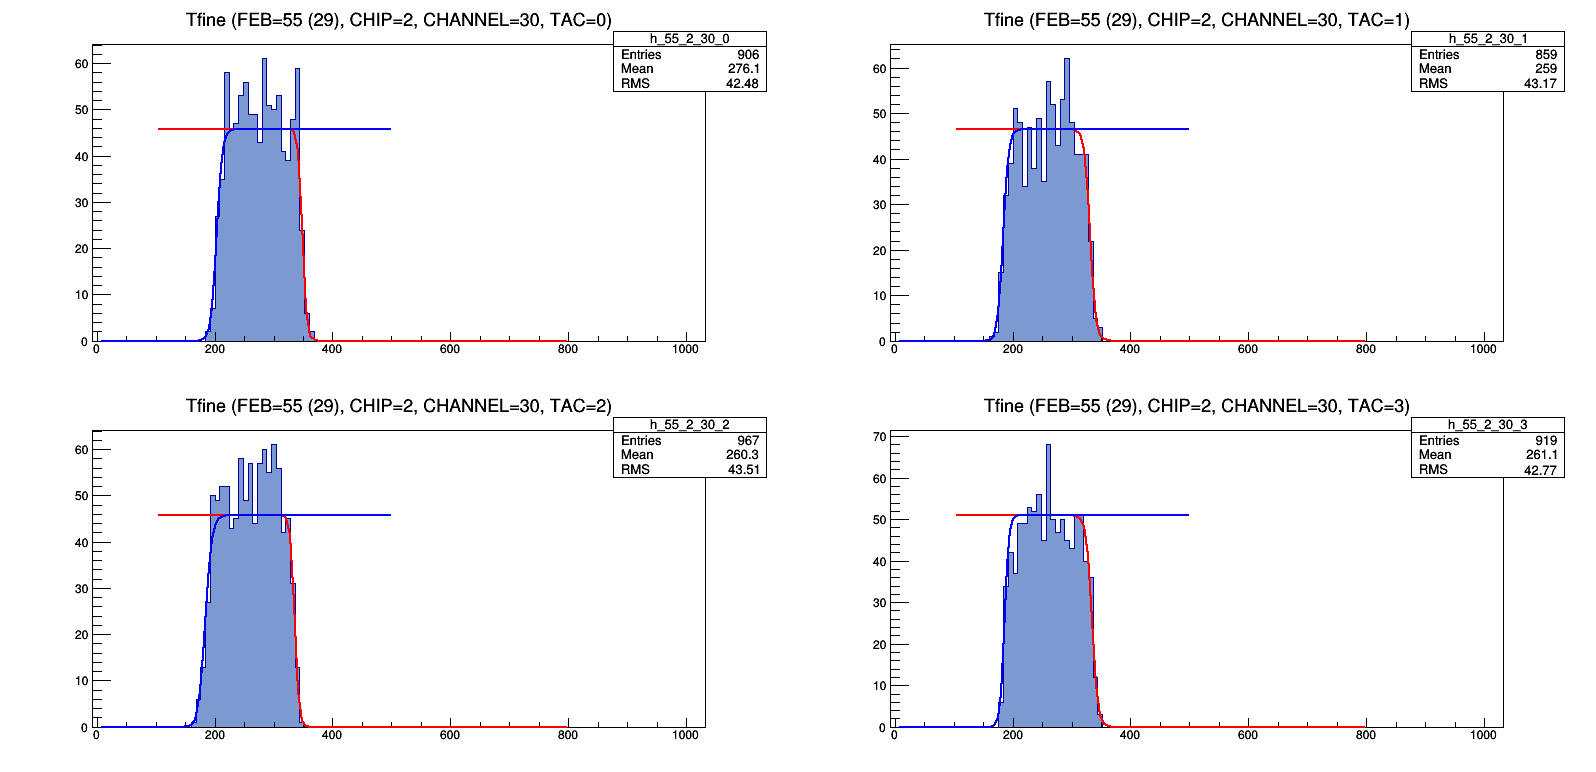 Tfine (FEB=55 (29), CHIP=2, CHANNEL=30, TAC=0)
h_55_2_30_0
Entries 906
Mean 276.1
RMS 42.48
60
50
40
30
20
10
0
0 200 400 600 800 1000
Tfine (FEB=55 (29), CHIP=2, CHANNEL=30, TAC=1)
h_55_2_30_1
Entries 859
Mean 259
RMS 43.17
60
50
40
30
20
10
0
0 200 400 600 800 1000
Tfine (FEB=55 (29), CHIP=2, CHANNEL=30, TAC=2)
h_55_2_30_2
Entries 967
Mean 260.3
RMS 43.51
60
50
40
30
20
10
0
0 200 400 600 800 1000
Tfine (FEB=55 (29), CHIP=2, CHANNEL=30, TAC=3)
h_55_2_30_3
Entries 919
Mean 261.1
RMS 42.77
70
60
50
40
30
20
10
0
0 200 400 600 800 1000